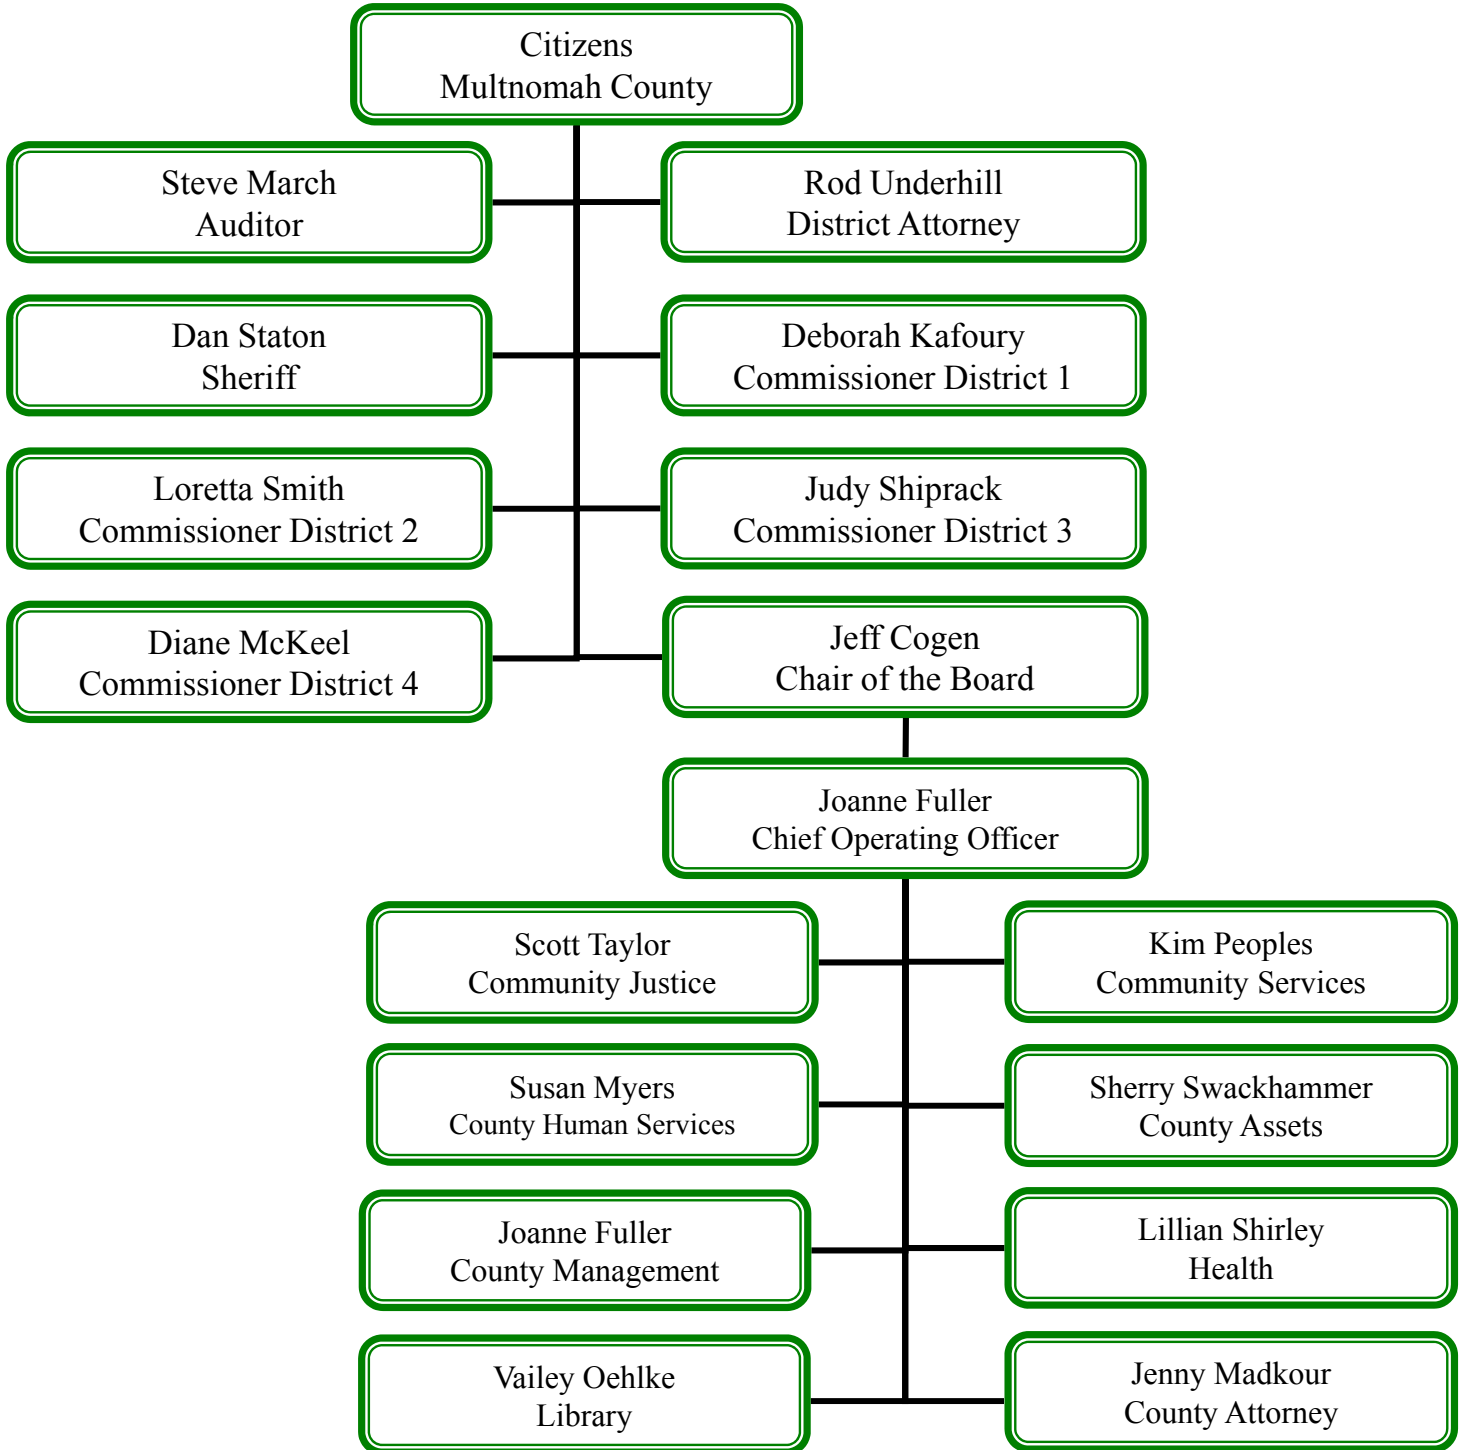 Citizens
Multnomah County
Steve March
Auditor
Rod Underhill
District Attorney
Dan Staton
Sheriff
Deborah Kafoury
Commissioner District 1
Loretta Smith
Commissioner District 2
Judy Shiprack
Commissioner District 3
Diane McKeel
Commissioner District 4
Jeff Cogen
Chair of the Board
Joanne Fuller
Chief Operating Officer
Scott Taylor
Community Justice
Kim Peoples
Community Services
Susan Myers
County Human Services
Sherry Swackhammer
County Assets
Joanne Fuller
County Management
Lillian Shirley
Health
Vailey Oehlke
Library
Jenny Madkour
County Attorney